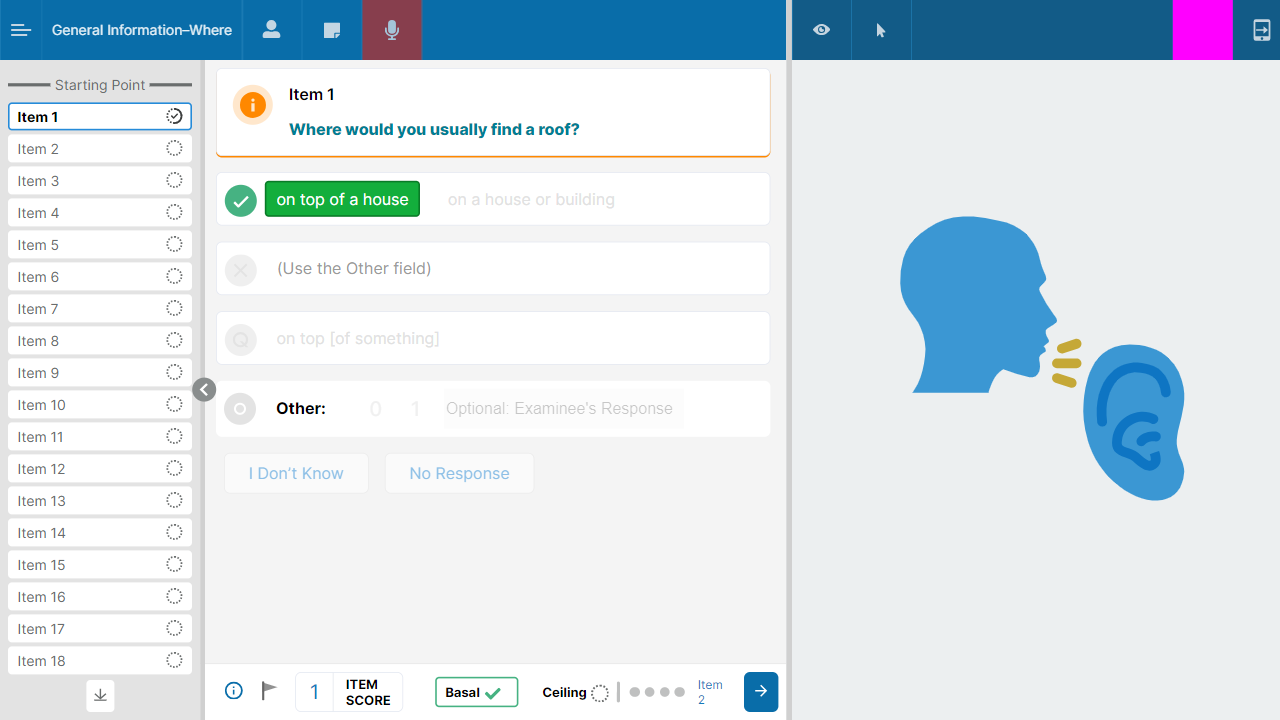 General Information–Where
Starting Point
Item 1
Item 2
Item 3
Item 4
Item 5
Item 6
Item 7
Item 8
Item 9
Item 10
Item 11
Item 12
Item 13
Item 14
Item 15
Item 16
Item 17
Item 18
Item 1
Where would you usually find a roof?
on top of a house on a house or building
(Use the Other field)
Q on top [of something]
Other: 0 1 Optional: Examinee's Response
I Don’t Know No Response
1 ITEM SCORE
Basal Ceiling Item 2